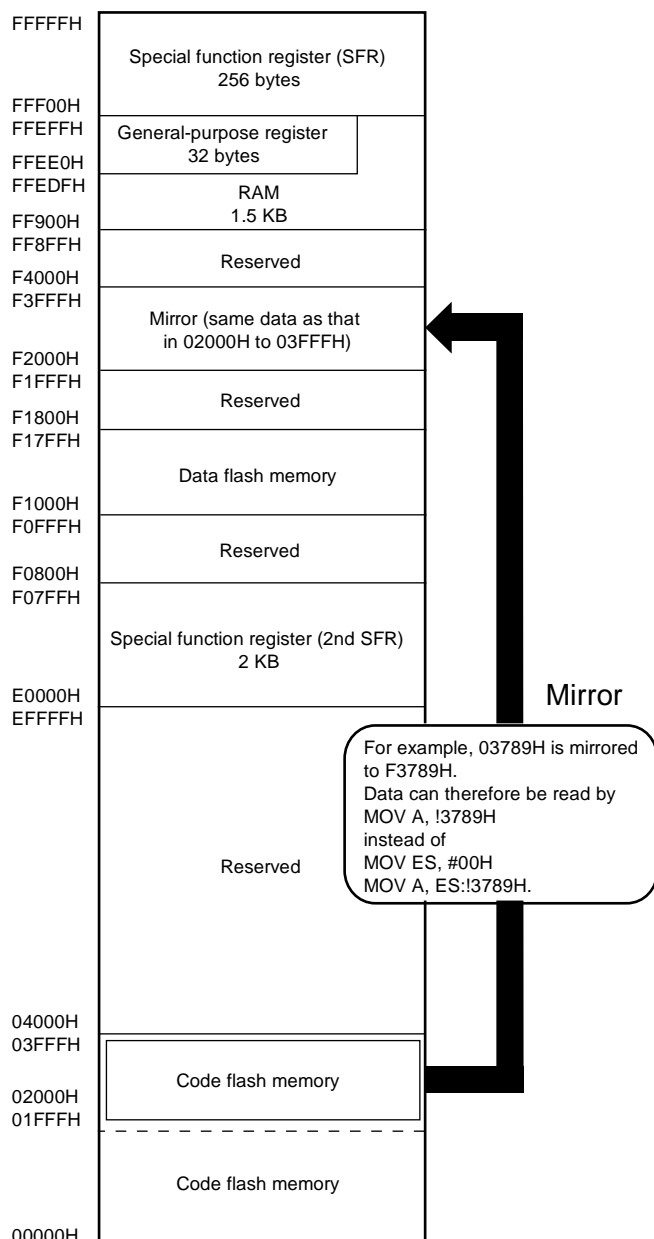 FFFFFH
Special function register (SFR)
256 bytes
FFF00H
FFEFFH
General-purpose register
32 bytes
FFEE0H
FFEDFH
RAM
1.5 KB
FF900H
FF8FFH
Reserved
F4000H
F3FFFH
Mirror (same data as that
in 02000H to 03FFFH)
F2000H
F1FFFH
Reserved
F1800H
F17FFH
Data flash memory
F1000H
F0FFFH
Reserved
F0800H
F07FFH
Special function register (2nd SFR)
2 KB
E0000H
EFFFFH
Mirror
For example, 03789H is mirrored
to F3789H.
Data can therefore be read by
MOV A, !3789H
instead of
MOV ES, #00H
MOV A, ES:!3789H.
Reserved
04000H
03FFFH
Code flash memory
02000H
01FFFH
Code flash memory
00000H